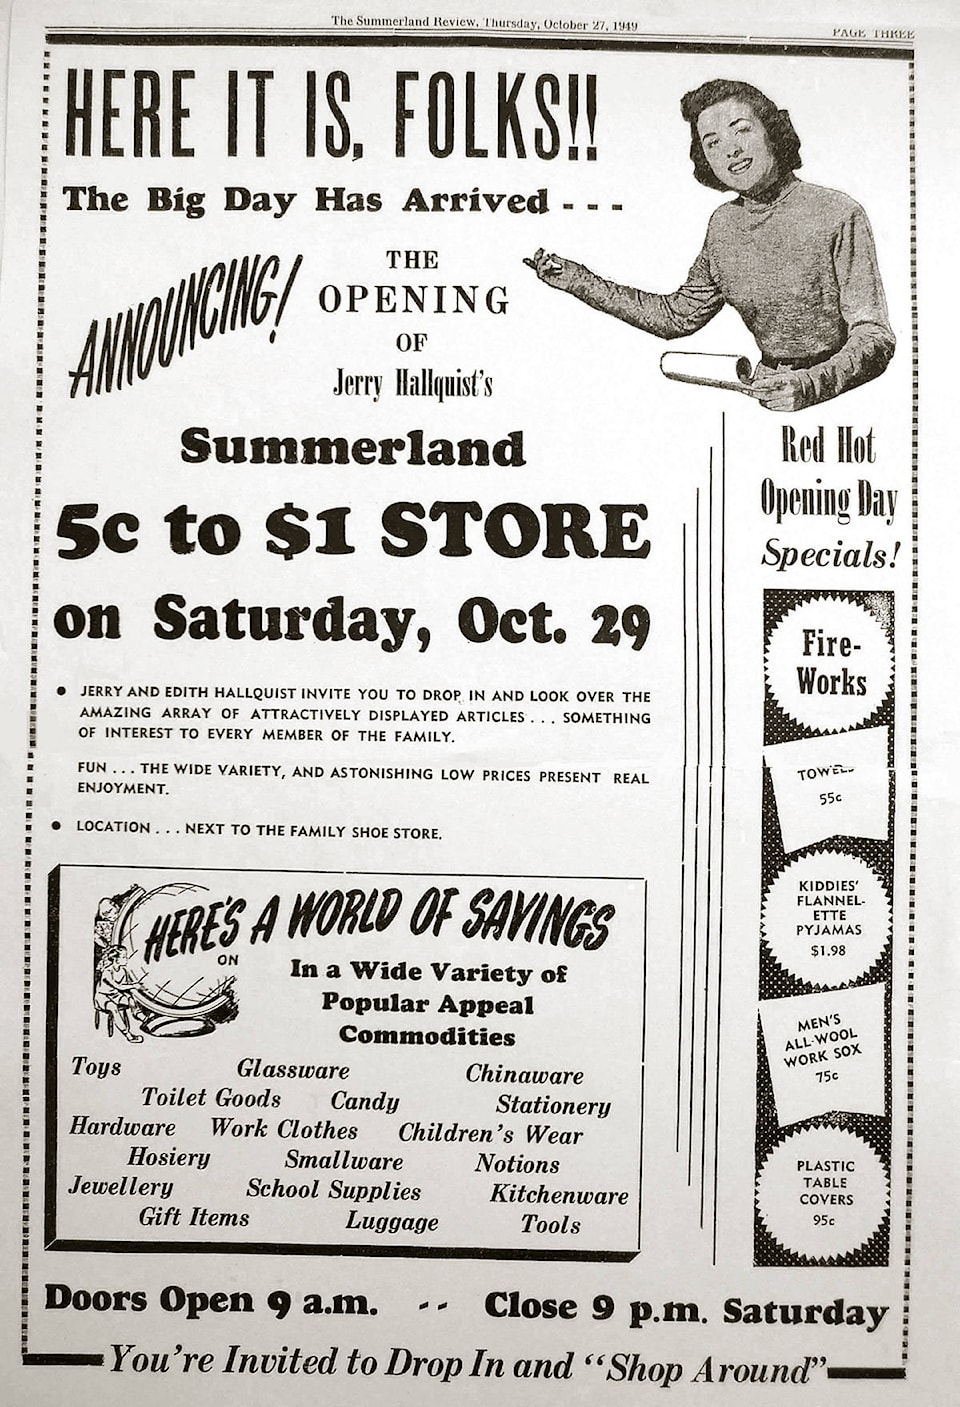 The Summerland Review, Thursday, October 27, 1949
PAGE THREE
HERE IT IS, FOLKS!!
The Big Day Has Arrived - - -
ANNOUNCING!
THE
OPENING
OF
Jerry Hallquist's
Summerland
5c to $1 STORE
on Saturday, Oct. 29
● JERRY AND EDITH HALLQUIST INVITE YOU TO DROP IN AND LOOK OVER THE
AMAZING ARRAY OF ATTRACTIVELY DISPLAYED ARTICLES . . . SOMETHING
OF INTEREST TO EVERY MEMBER OF THE FAMILY.
FUN . . . THE WIDE VARIETY, AND ASTONISHING LOW PRICES PRESENT REAL
ENJOYMENT.
● LOCATION . . . NEXT TO THE FAMILY SHOE STORE.
HERE'S A WORLD OF SAVINGS
ON
In a Wide Variety of
Popular Appeal
Commodities
Toys Glassware Chinaware
Toilet Goods Candy Stationery
Hardware Work Clothes Children's Wear
Hosiery Smallware Notions
Jewellery School Supplies Kitchenware
Gift Items Luggage Tools
Red Hot
Opening Day
Specials!
Fire-
Works
TOWELS
55c
KIDDIES'
FLANNEL-
ETTE
PYJAMAS
$1.98
MEN'S
ALL-WOOL
WORK SOX
75c
PLASTIC
TABLE
COVERS
95c
Doors Open 9 a.m. - - Close 9 p.m. Saturday
You're Invited to Drop In and "Shop Around"